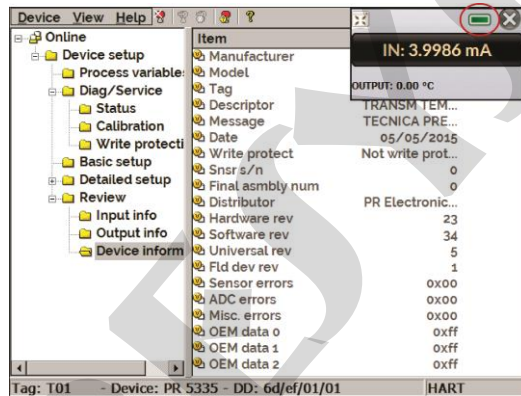 Device View Help
Online
Device setup
Process variable
Diag/Service
Status
Calibration
Write protecti
Basic setup
Detailed setup
Review
Input info
Output info
Device inform
Item
Manufacturer
Model
Tag
Descriptor TRANSM TEM...
Message TECNICA PRE...
Date 05/05/2015
Write protect Not write prot...
Snsr s/n 0
Final asmbly num 0
Distributor PR Electronic...
Hardware rev 23
Software rev 34
Universal rev 5
Fld dev rev 1
Sensor errors 0x00
ADC errors 0x00
Misc. errors 0x00
OEM data 0 0xff
OEM data 1 0xff
OEM data 2 0xff
IN: 3.9986 mA
OUTPUT: 0.00 °C
Tag: T01 - Device: PR 5335 - DD: 6d/ef/01/01 HART